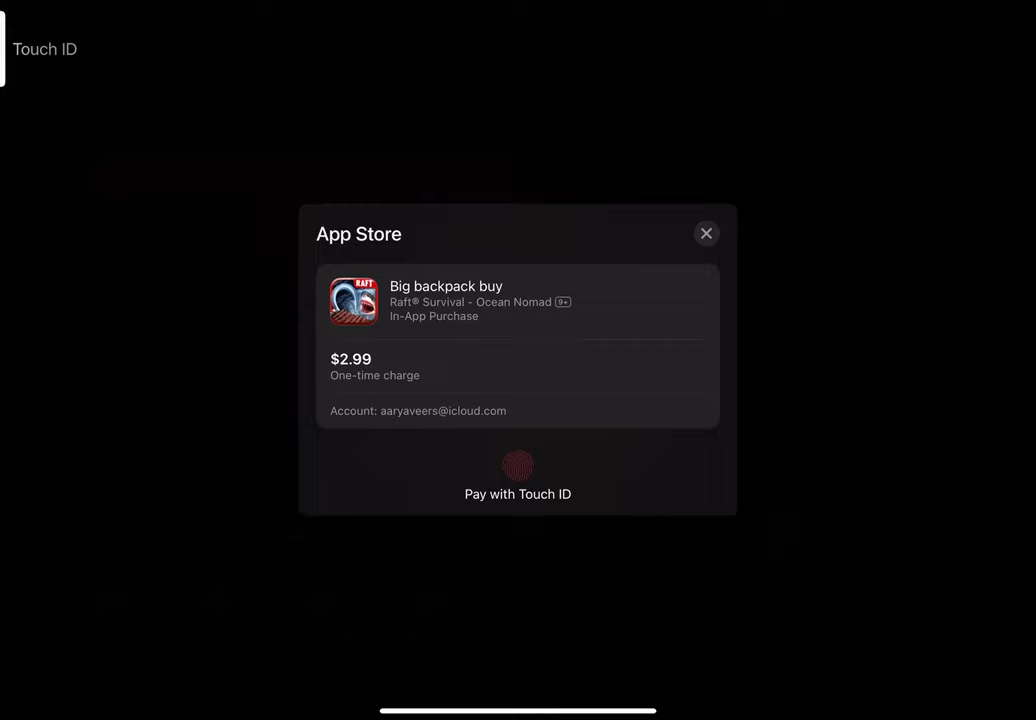 Touch ID
App Store
RAFT
Big backpack buy
Raft® Survival - Ocean Nomad 9+
In-App Purchase
$2.99
One-time charge
Account: aaryaveers@icloud.com
Pay with Touch ID